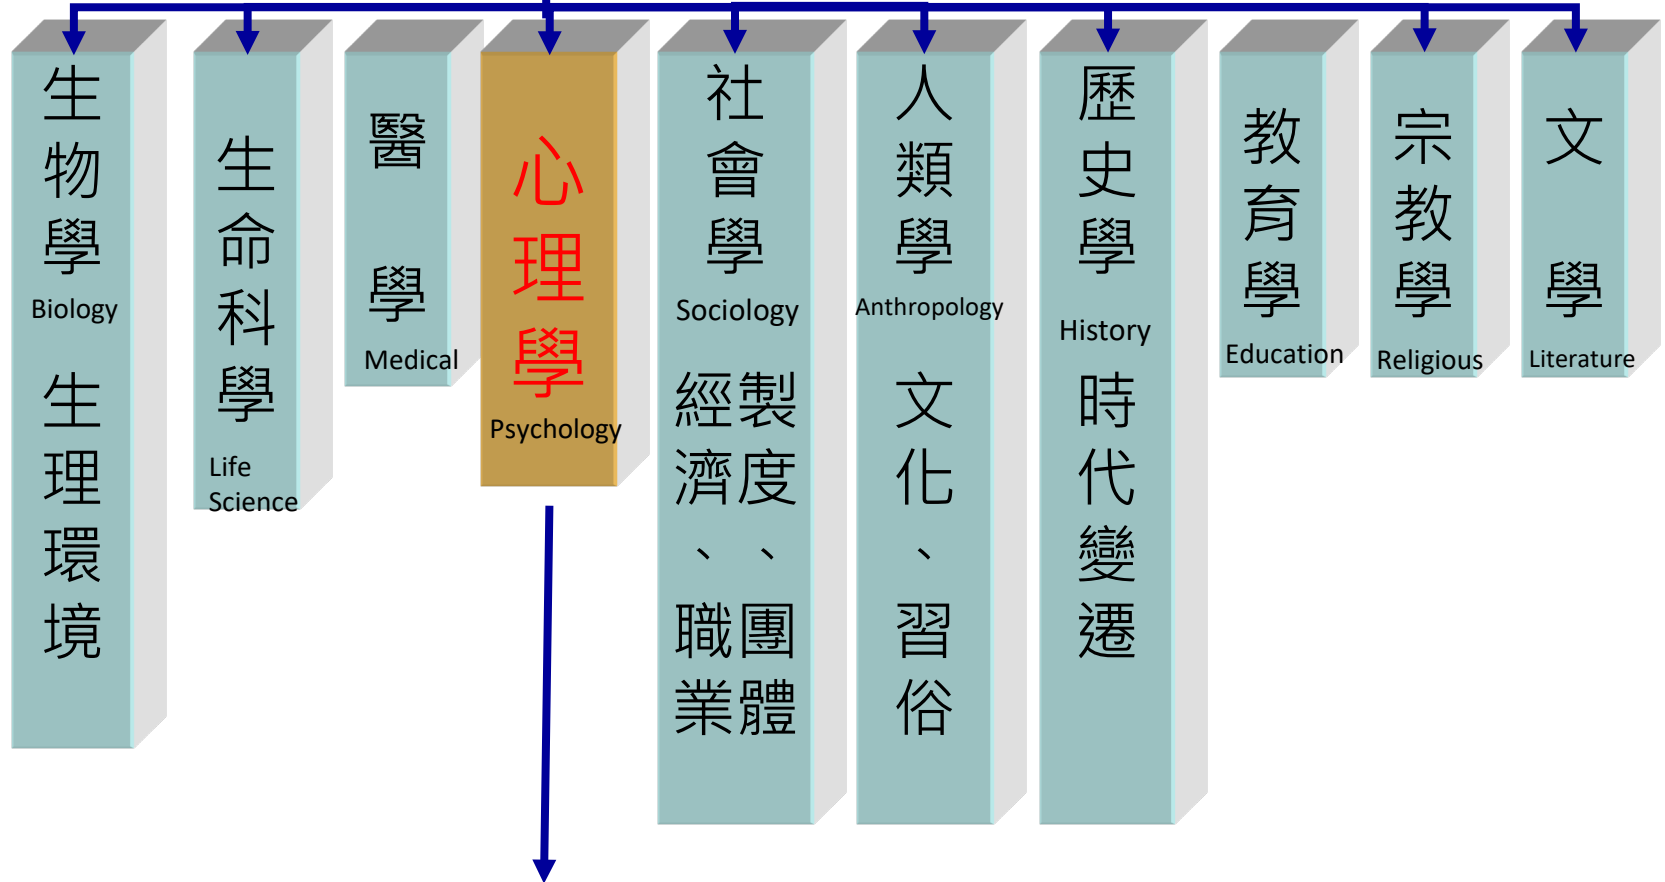 生物學
Biology
生理環境
生命科學
Life
Science
醫學
Medical
心理學
Psychology
社會學
Sociology
經濟、職業
製度、團體
人類學
Anthropology
文化、習俗
歷史學
History
時代變遷
教育學
Education
宗教學
Religious
文學
Literature